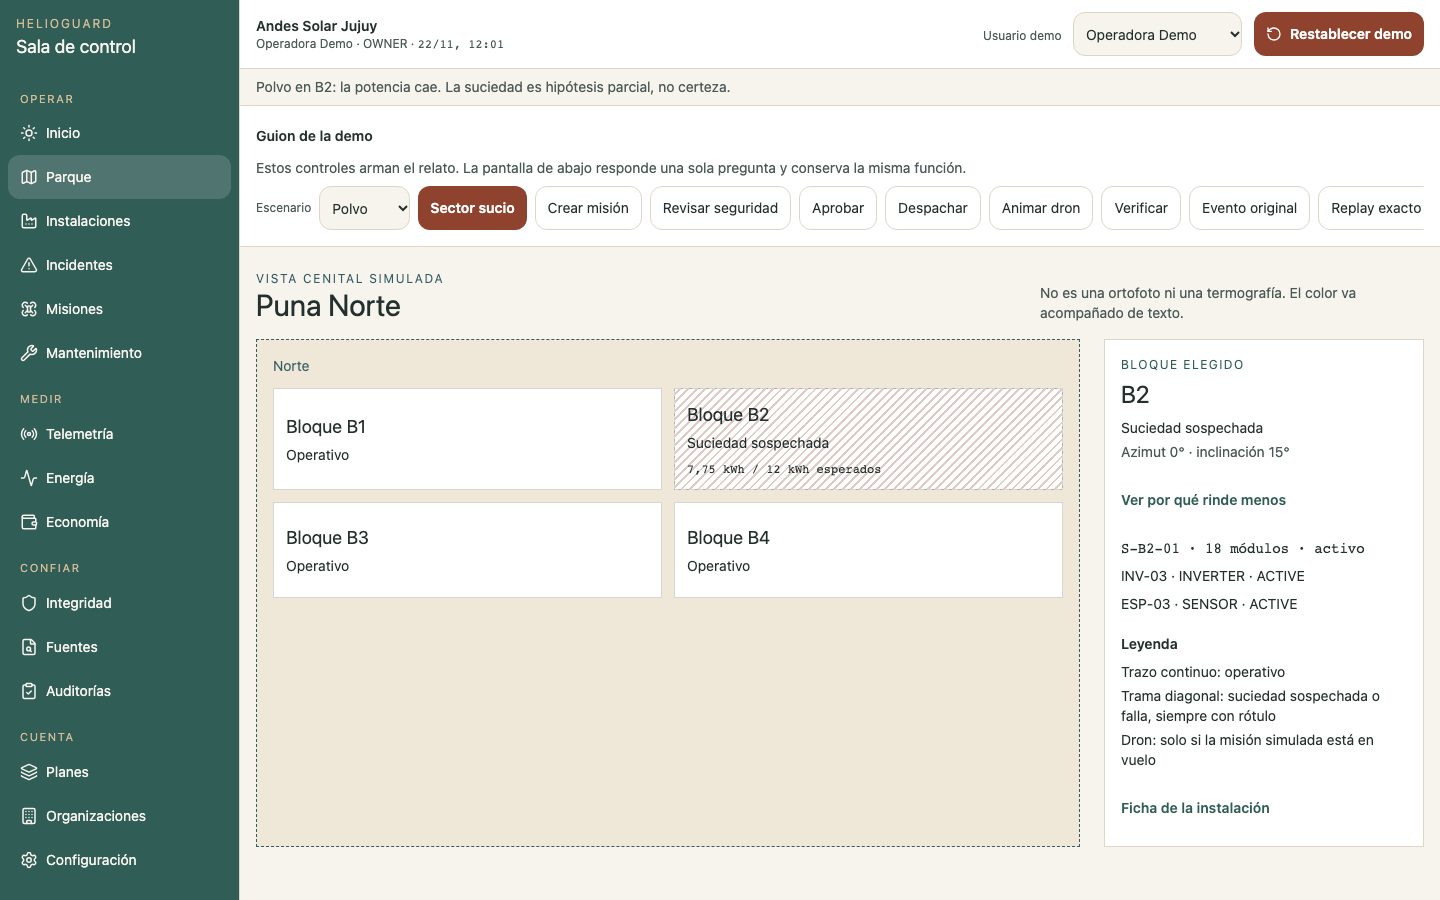 HELIOGUARD
Sala de control
OPERAR
Inicio
Parque
Instalaciones
Incidentes
Misiones
Mantenimiento
MEDIR
Telemetría
Energía
Economía
CONFIAR
Integridad
Fuentes
Auditorías
CUENTA
Planes
Organizaciones
Configuración
Andes Solar Jujuy
Operadora Demo · OWNER · 22/11, 12:01
Usuario demo
Operadora Demo
Restablecer demo
Polvo en B2: la potencia cae. La suciedad es hipótesis parcial, no certeza.
Guion de la demo
Estos controles arman el relato. La pantalla de abajo responde una sola pregunta y conserva la misma función.
Escenario
Polvo
Sector sucio
Crear misión
Revisar seguridad
Aprobar
Despachar
Animar dron
Verificar
Evento original
Replay exacto
VISTA CENITAL SIMULADA
Puna Norte
No es una ortofoto ni una termografía. El color va
acompañado de texto.
Norte
Bloque B1
Operativo
Bloque B2
Suciedad sospechada
7,75 kWh / 12 kWh esperados
Bloque B3
Operativo
Bloque B4
Operativo
BLOQUE ELEGIDO
B2
Suciedad sospechada
Azimut 0° · inclinación 15°
Ver por qué rinde menos
S-B2-01 · 18 módulos · activo
INV-03 · INVERTER · ACTIVE
ESP-03 · SENSOR · ACTIVE
Leyenda
Trazo continuo: operativo
Trama diagonal: suciedad sospechada o
falla, siempre con rótulo
Dron: solo si la misión simulada está en
vuelo
Ficha de la instalación